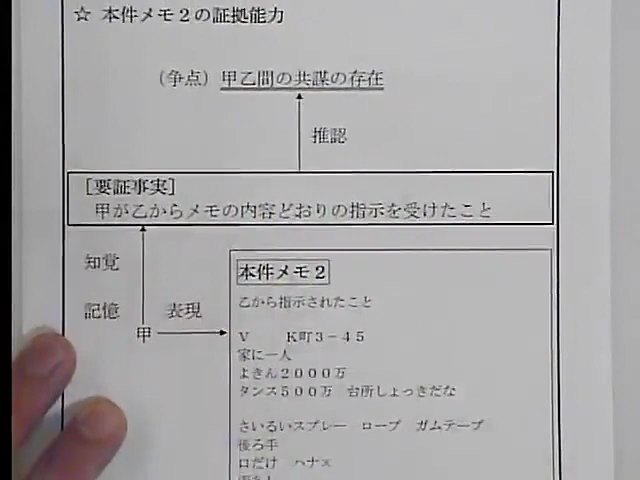 ☆ 本件メモ２の証拠能力
（争点）甲乙間の共謀の存在
推認
［要証事実］
甲が乙からメモの内容どおりの指示を受けたこと
知覚
記憶
表現
甲
本件メモ２
乙から指示されたこと
Ｖ　　Ｋ町３－４５
家に一人
よきん２０００万
タンス５００万　台所しょっきだな
さいるいスプレー　ロープ　ガムテープ
後ろ手
口だけ　ハナ×